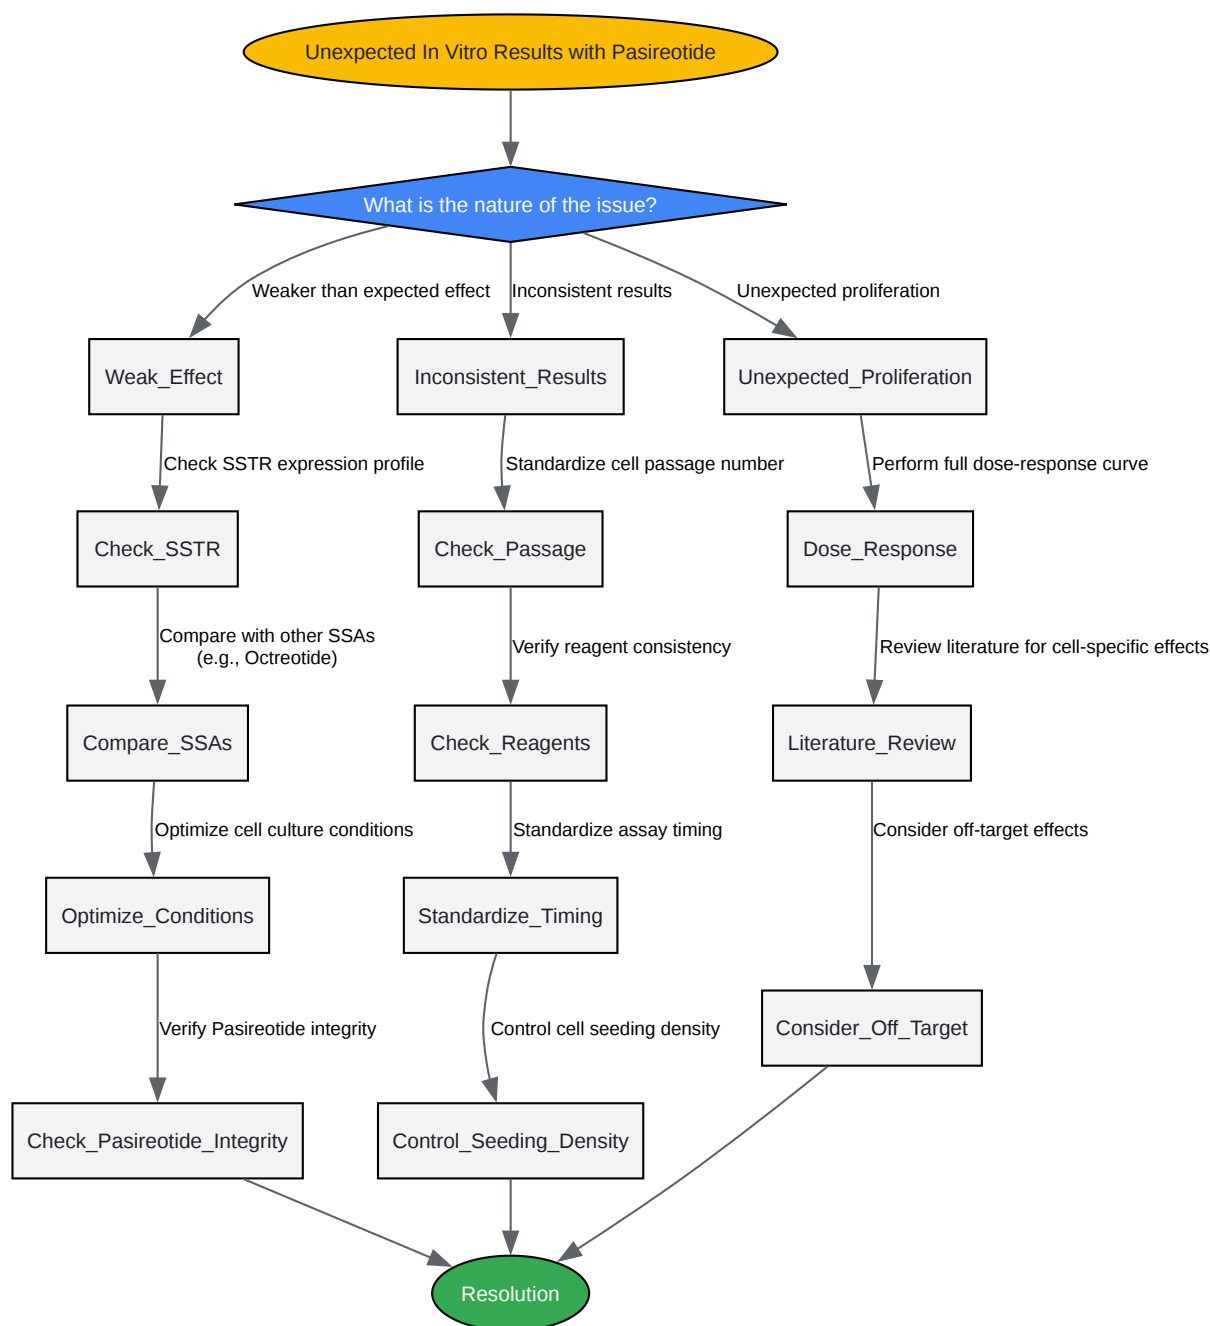 Unexpected In Vitro Results with Pasireotide
What is the nature of the issue?
Weaker than expected effect
Inconsistent results
Unexpected proliferation
Weak_Effect
Inconsistent_Results
Unexpected_Proliferation
Check SSTR expression profile
Standardize cell passage number
Perform full dose-response curve
Check_SSTR
Check_Passage
Dose_Response
Compare with other SSAs
(e.g., Octreotide)
Verify reagent consistency
Review literature for cell-specific effects
Compare_SSAs
Check_Reagents
Literature_Review
Optimize cell culture conditions
Standardize assay timing
Consider off-target effects
Optimize_Conditions
Standardize_Timing
Verify Pasireotide integrity
Control cell seeding density
Consider_Off_Target
Check_Pasireotide_Integrity
Control_Seeding_Density
Resolution